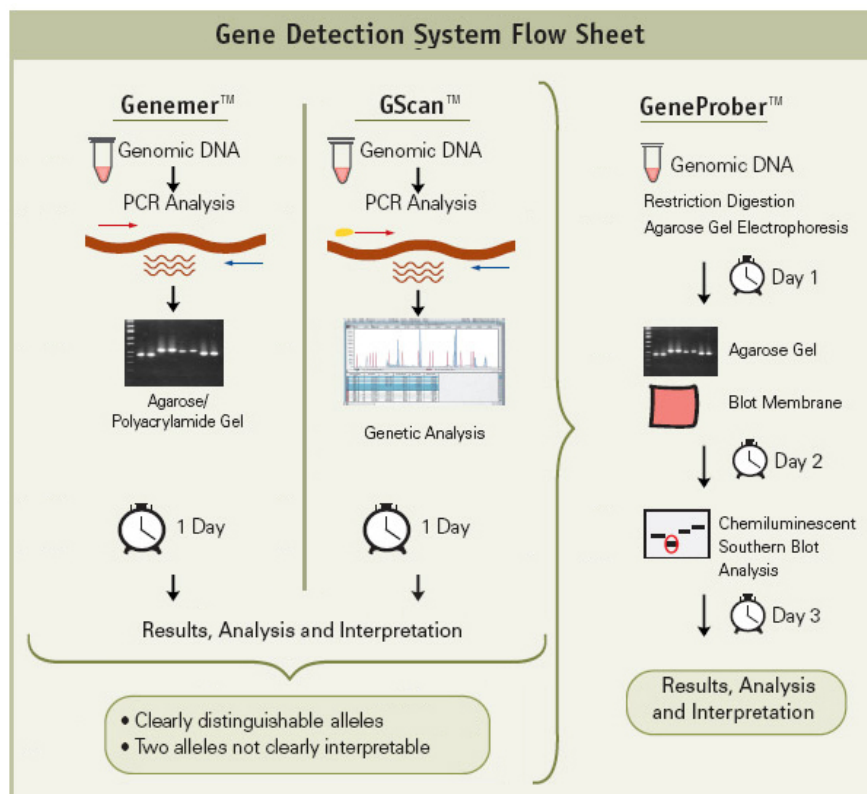 Gene Detection System Flow Sheet
Genemer™
Genomic DNA
PCR Analysis
Agarose/
Polyacrylamide Gel
1 Day
GScan™
Genomic DNA
PCR Analysis
Genetic Analysis
1 Day
Results, Analysis and Interpretation
• Clearly distinguishable alleles
• Two alleles not clearly interpretable
GeneProber™
Genomic DNA
Restriction Digestion
Agarose Gel Electrophoresis
Day 1
Agarose Gel
Blot Membrane
Day 2
Chemiluminescent
Southern Blot
Analysis
Day 3
Results, Analysis
and Interpretation